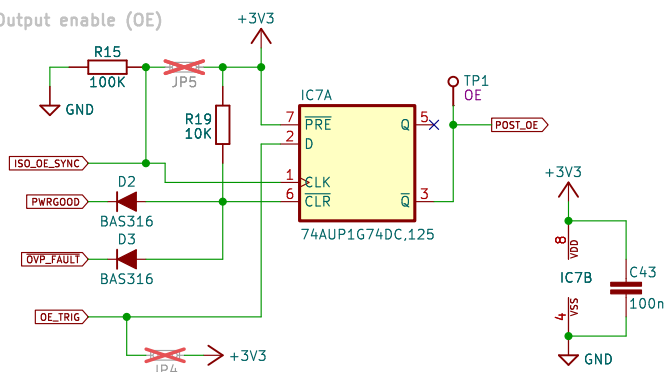 Output enable (OE)
+3V3
R15
100K
JP5
GND
R19
10K
IC7A
7
PRE
2
D
1
CLK
6
CLR
Q
5
Q
3
74AUP1G74DC,125
TP1
OE
POST_OE
ISO_OE_SYNC
PWRGOOD
D2
BAS316
OVP_FAULT
D3
BAS316
OE_TRIG
JP4
+3V3
+3V3
8
VDD
IC7B
4
VSS
C43
100n
GND